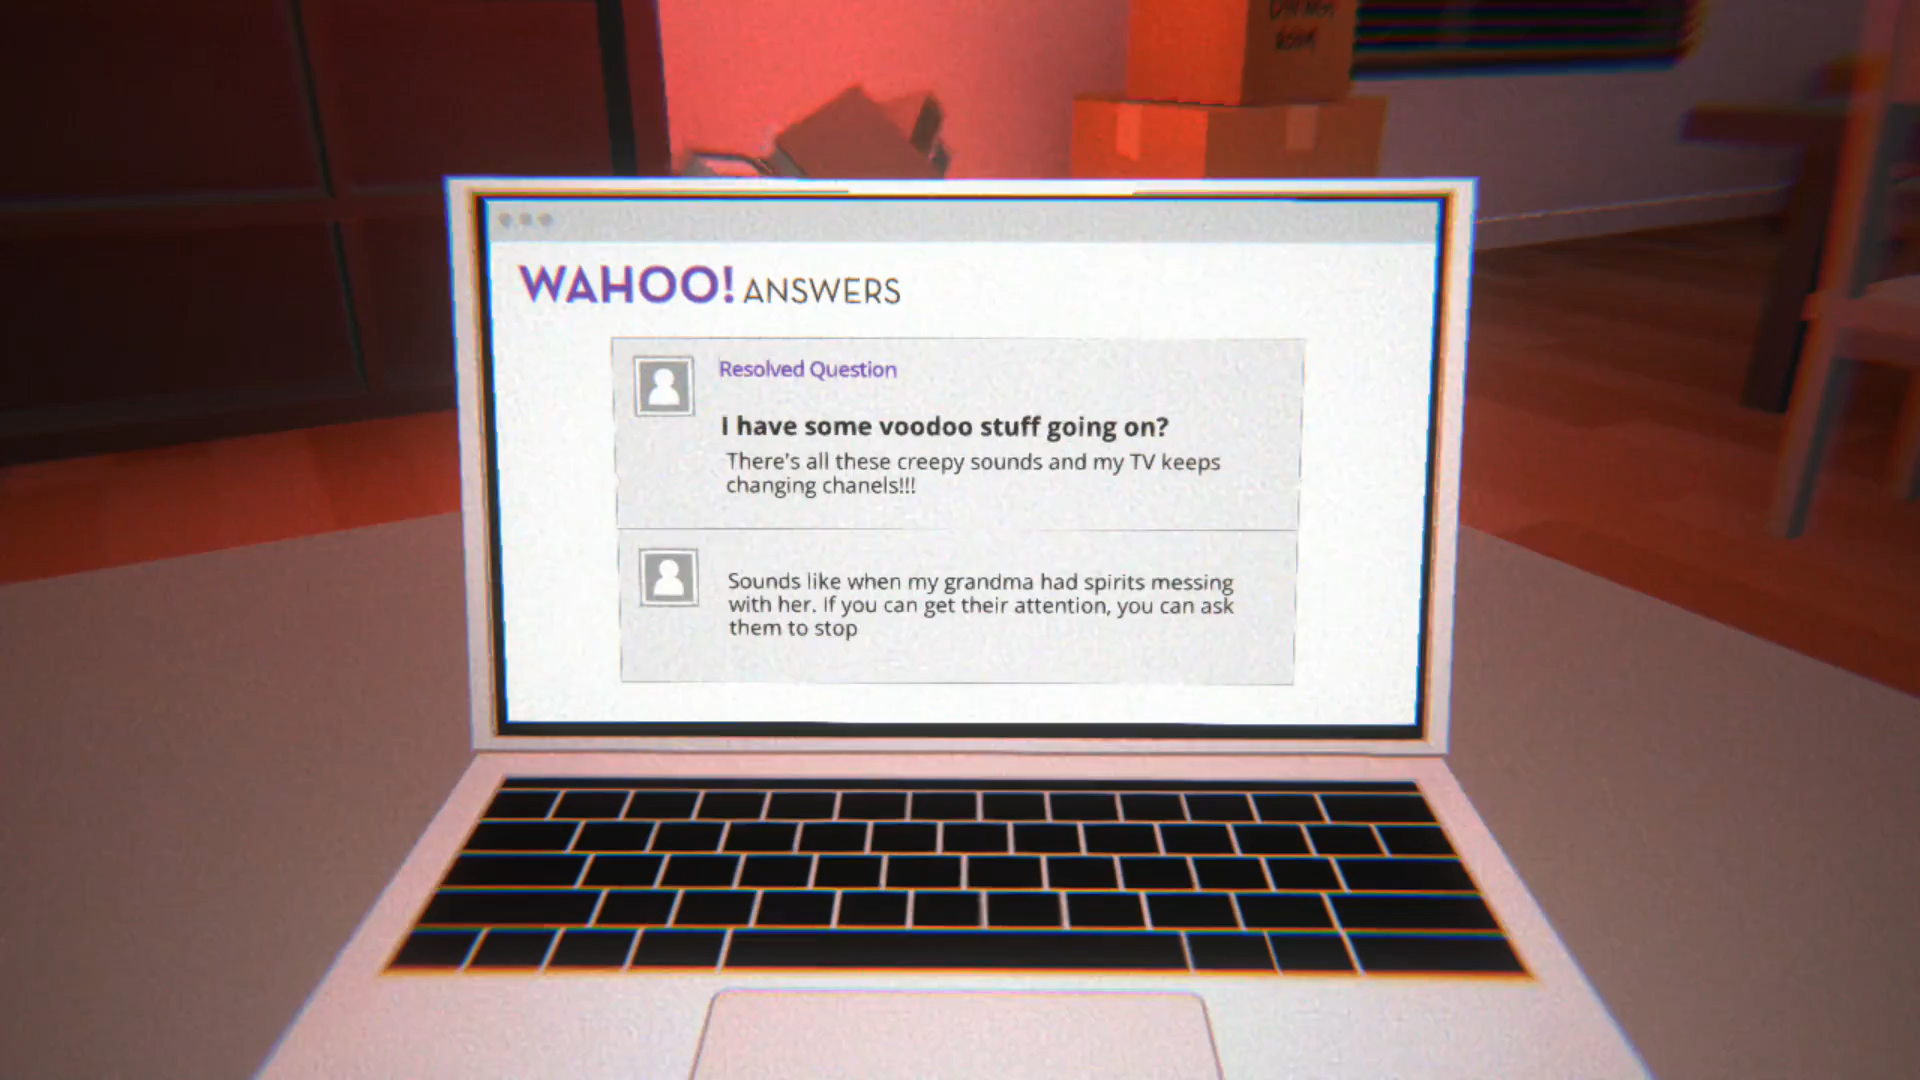 DINING
ROOM
WAHOO! ANSWERS
Resolved Question
I have some voodoo stuff going on?
There's all these creepy sounds and my TV keeps
changing chanels!!!
Sounds like when my grandma had spirits messing
with her. If you can get their attention, you can ask
them to stop